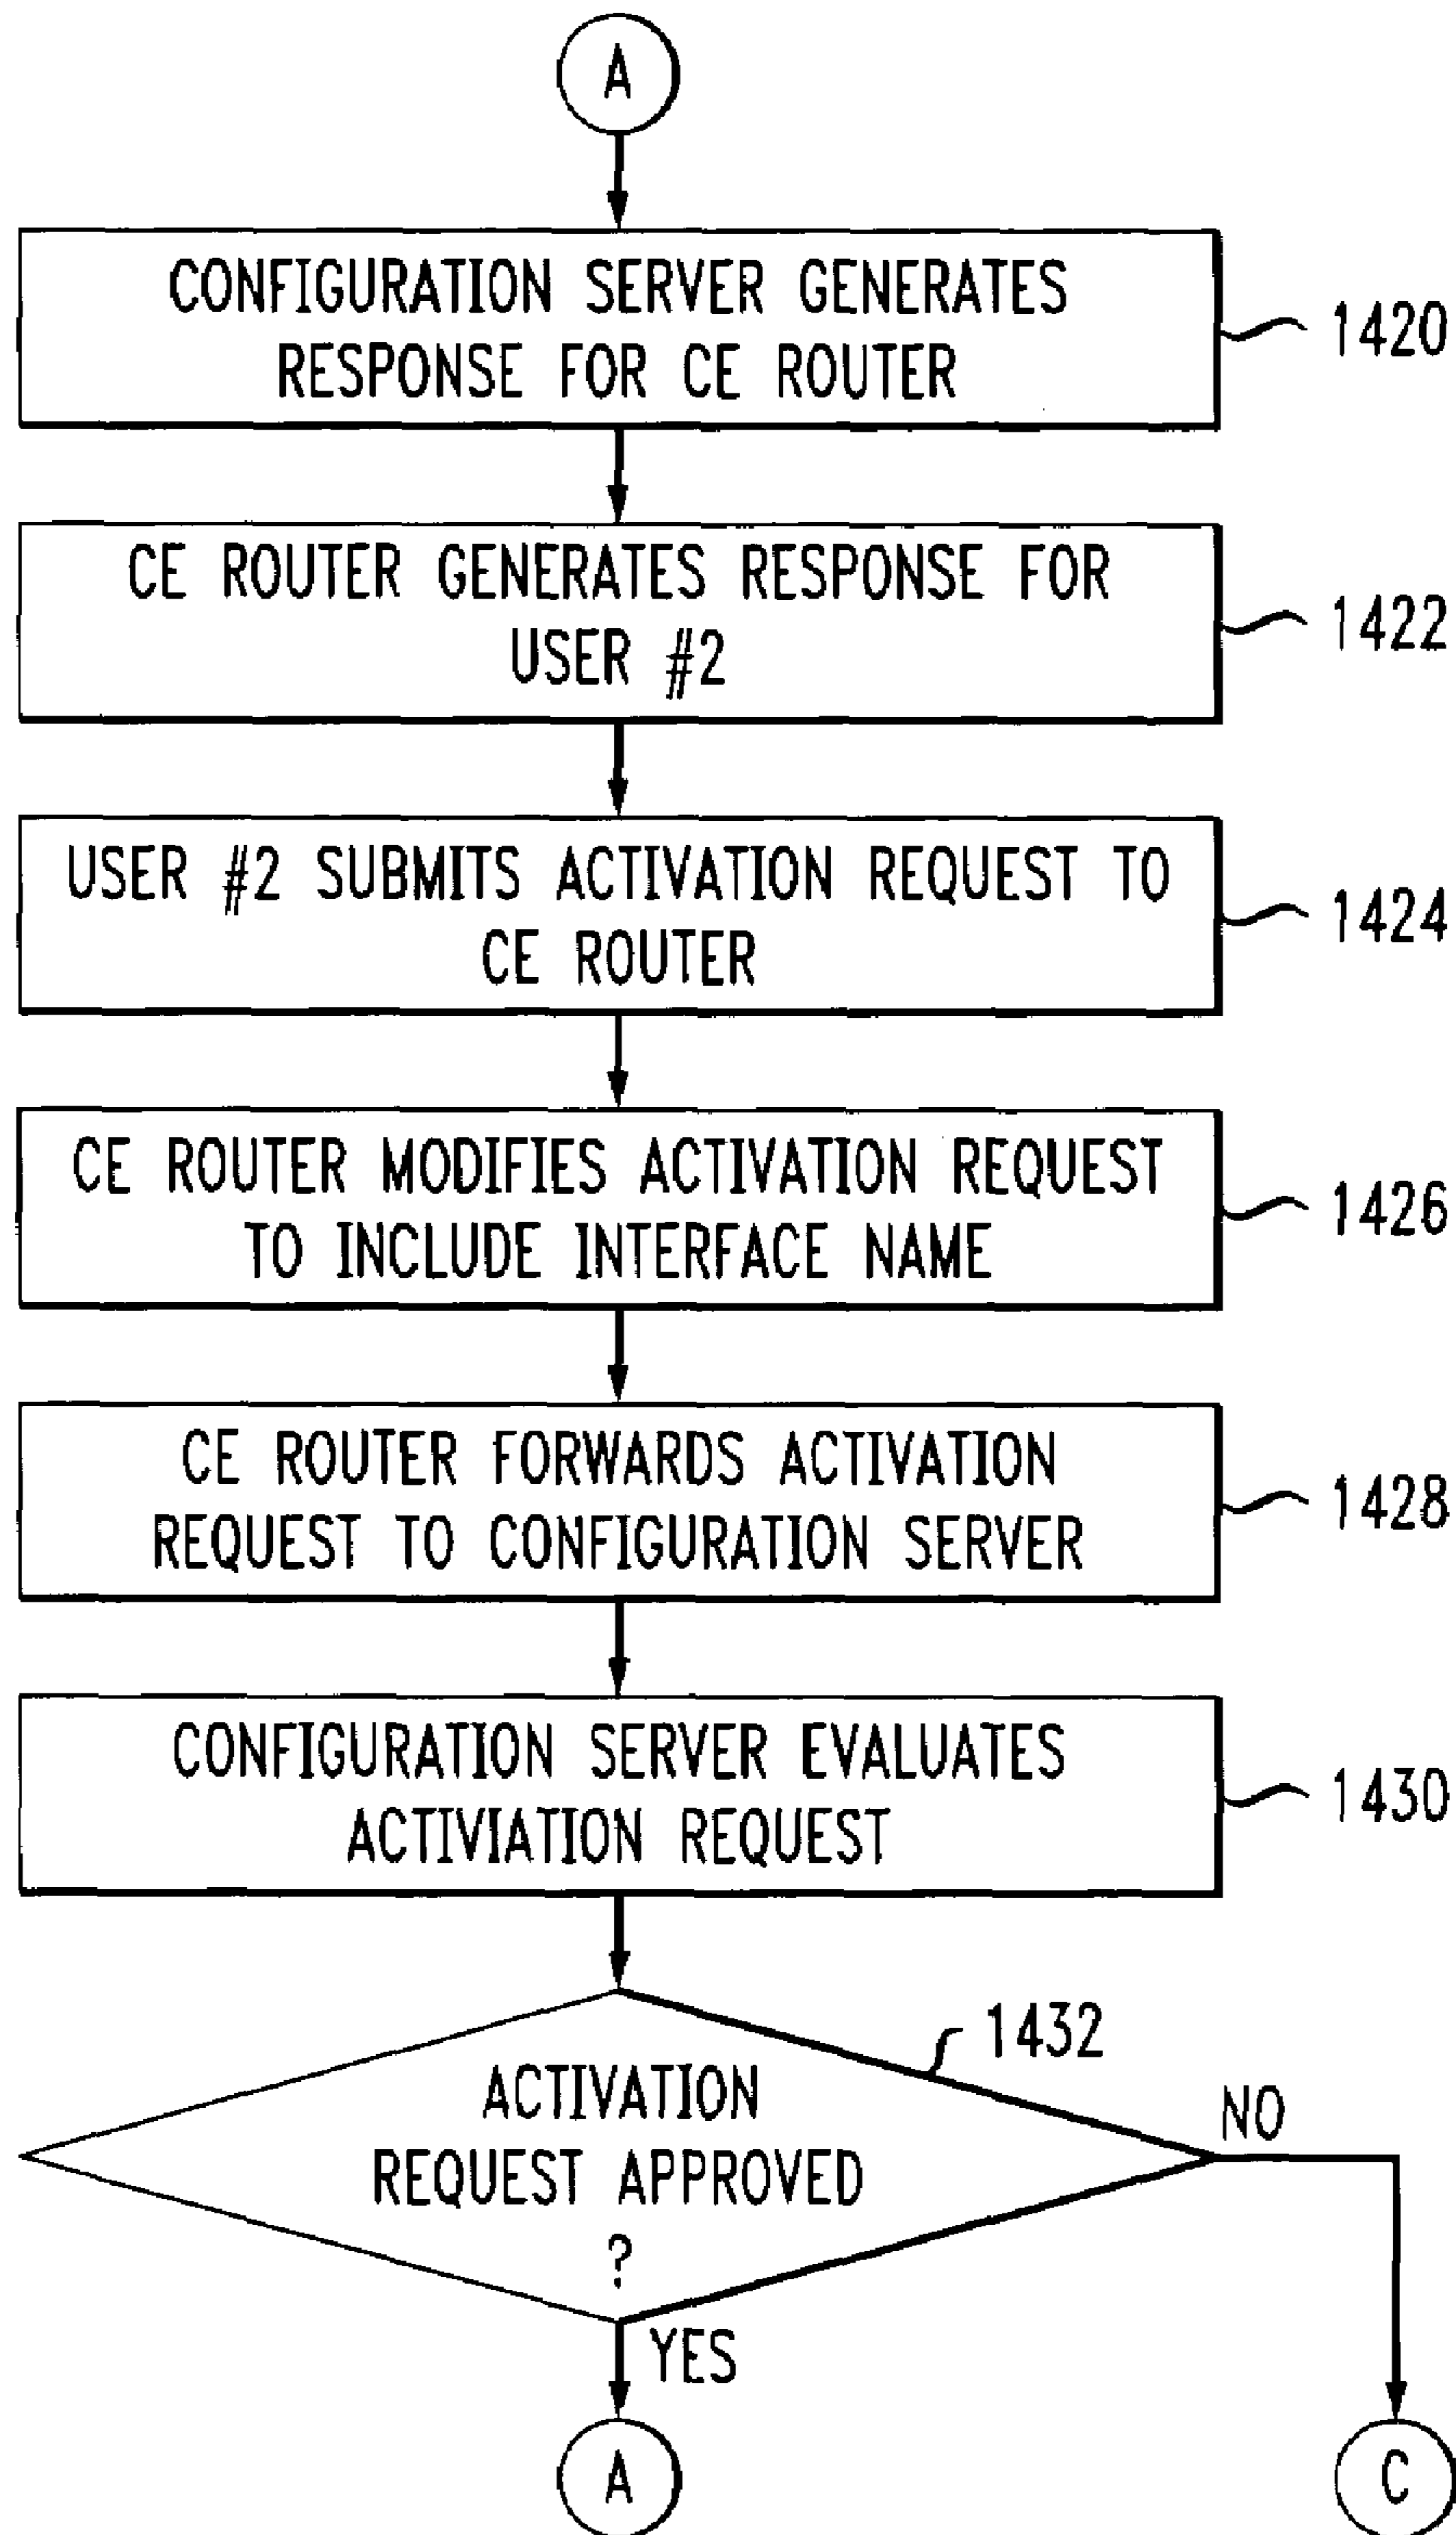 A
CONFIGURATION SERVER GENERATES
RESPONSE FOR CE ROUTER
1420
CE ROUTER GENERATES RESPONSE FOR
USER #2
1422
USER #2 SUBMITS ACTIVATION REQUEST TO
CE ROUTER
1424
CE ROUTER MODIFIES ACTIVATION REQUEST
TO INCLUDE INTERFACE NAME
1426
CE ROUTER FORWARDS ACTIVATION
REQUEST TO CONFIGURATION SERVER
1428
CONFIGURATION SERVER EVALUATES
ACTIVIATION REQUEST
1430
1432
ACTIVATION
REQUEST APPROVED
?
NO
YES
A
C